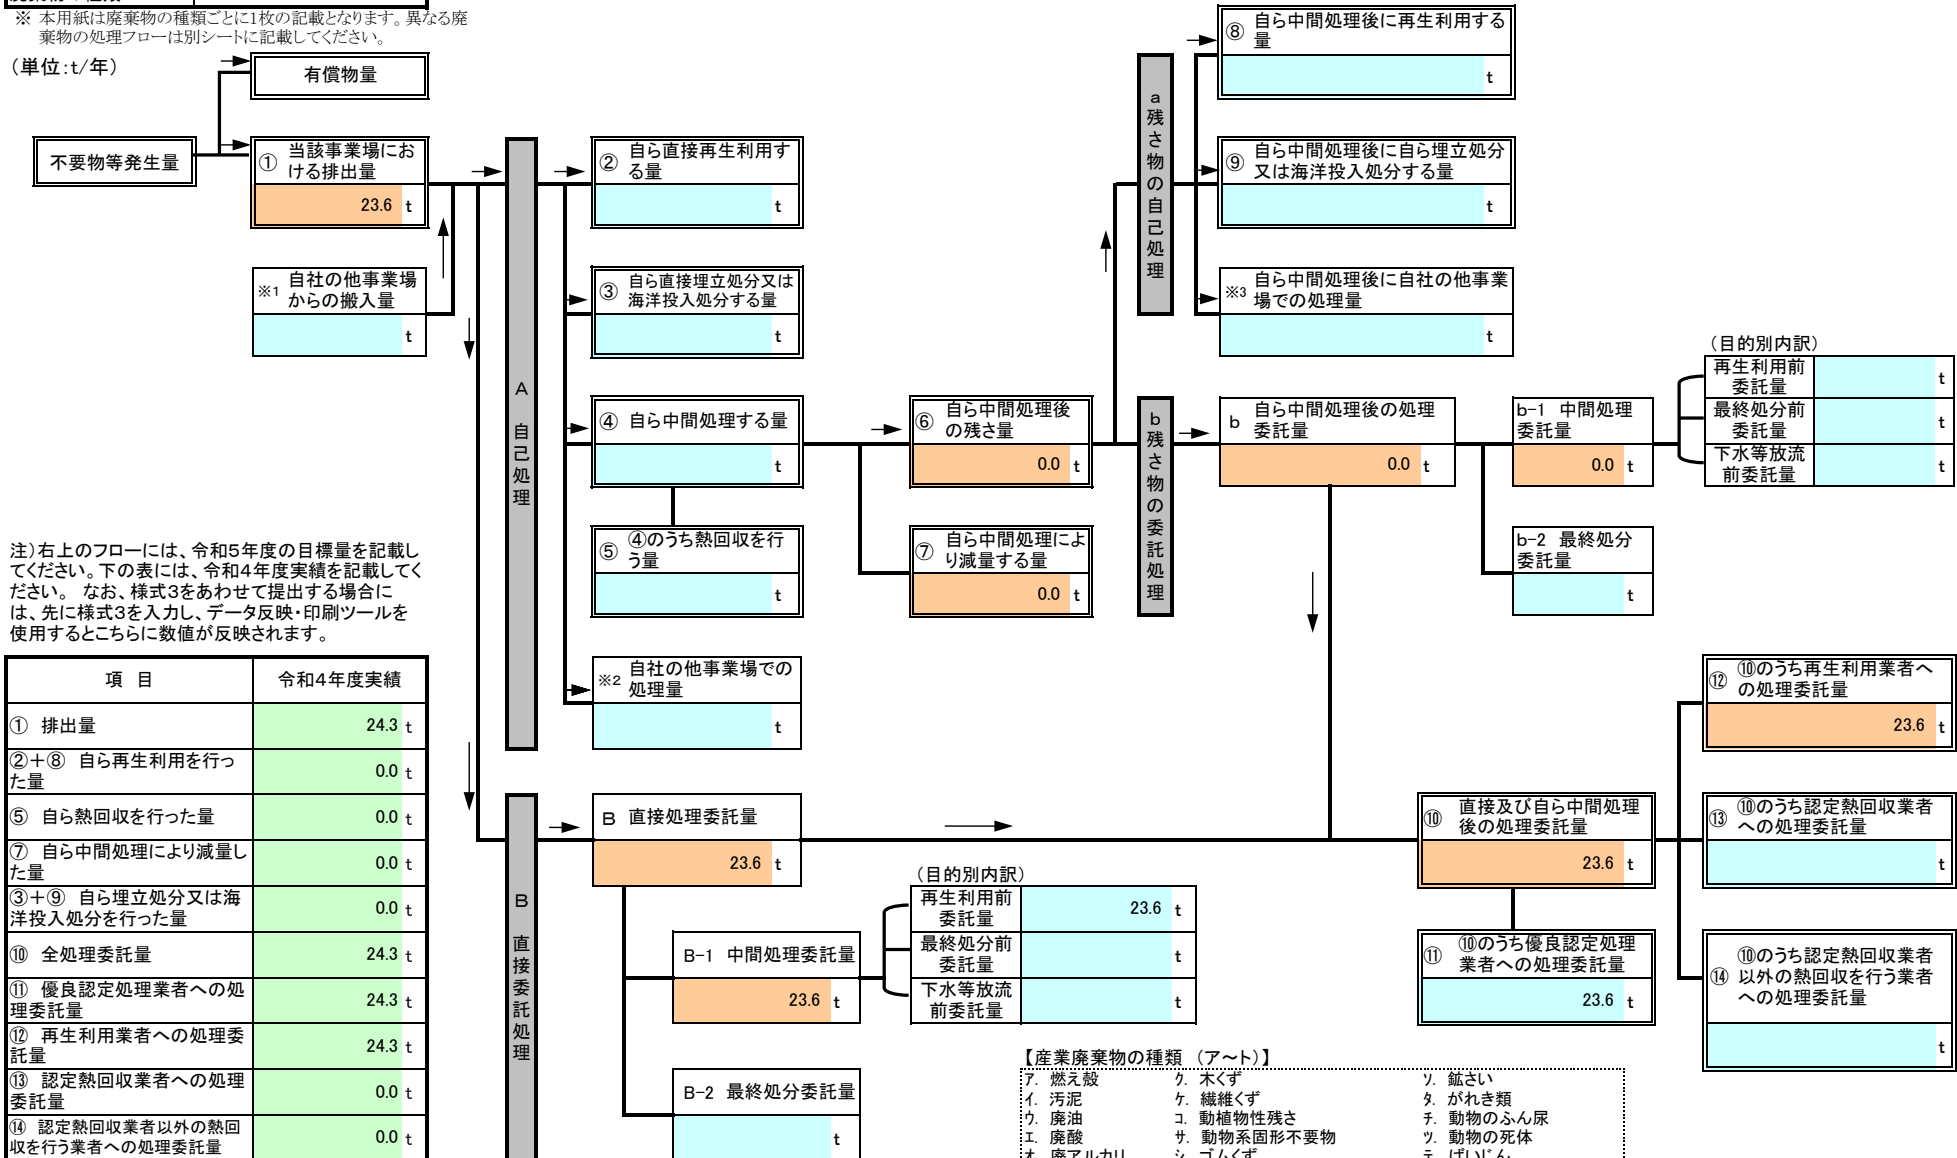 ※ 本用紙は廃棄物の種類ごとに1枚の記載となります。異なる廃
棄物の処理フローは別シートに記載してください。
（単位：t/年）
有償物量
不要物等発生量
① 当該事業場にお
ける排出量
23.6 t
※1 自社の他事業場
からの搬入量
t
A 自己処理
② 自ら直接再生利用す
る量
t
③ 自ら直接埋立処分又は
海洋投入処分する量
t
④ 自ら中間処理する量
t
⑤ ④のうち熱回収を行
う量
t
※2 自社の他事業場での
処理量
t
⑥ 自ら中間処理後
の残さ量
0.0 t
⑦ 自ら中間処理によ
り減量する量
0.0 t
a 残さ物の自己処理
⑧ 自ら中間処理後に再生利用する
量
t
⑨ 自ら中間処理後に自ら埋立処分
又は海洋投入処分する量
t
※3 自ら中間処理後に自社の他事業
場での処理量
t
b 残さ物の委託処理
b 自ら中間処理後の処理
委託量
0.0 t
b-1 中間処理
委託量
0.0 t
（目的別内訳）
再生利用前
委託量
t
最終処分前
委託量
t
下水等放流
前委託量
t
b-2 最終処分
委託量
t
注）右上のフローには、令和５年度の目標量を記載し
てください。下の表には、令和４年度実績を記載してく
ださい。 なお、様式３をあわせて提出する場合に
は、先に様式３を入力し、データ反映・印刷ツールを
使用するとこちらに数値が反映されます。
項 目 令和４年度実績
① 排出量 24.3 t
②＋⑧ 自ら再生利用を行っ
た量 0.0 t
⑤ 自ら熱回収を行った量 0.0 t
⑦ 自ら中間処理により減量し
た量 0.0 t
③＋⑨ 自ら埋立処分又は海
洋投入処分を行った量 0.0 t
⑩ 全処理委託量 24.3 t
⑪ 優良認定処理業者への処
理委託量 24.3 t
⑫ 再生利用業者への処理委
託量 24.3 t
⑬ 認定熱回収業者への処理
委託量 0.0 t
⑭ 認定熱回収業者以外の熱回
収を行う業者への処理委託量 0.0 t
B 直接委託処理
B 直接処理委託量
23.6 t
B-1 中間処理委託量
23.6 t
B-2 最終処分委託量
t
（目的別内訳）
再生利用前
委託量
23.6 t
最終処分前
委託量
t
下水等放流
前委託量
t
⑩ 直接及び自ら中間処理
後の処理委託量
23.6 t
⑪ ⑩のうち優良認定処理
業者への処理委託量
23.6 t
⑫ ⑩のうち再生利用業者へ
の処理委託量
23.6 t
⑬ ⑩のうち認定熱回収業者
への処理委託量
t
⑭ ⑩のうち認定熱回収業者
以外の熱回収を行う業者
への処理委託量
t
【産業廃棄物の種類 （ア～ト）】
ｱ. 燃え殻 ｸ. 木くず ｿ. 鉱さい
ｲ. 汚泥 ｹ. 繊維くず ﾀ. がれき類
ｳ. 廃油 ｺ. 動植物性残さ ﾁ. 動物のふん尿
ｴ. 廃酸 ｻ. 動物系固形不要物 ﾂ. 動物の死体
ｵ. 廃アルカリ ｼ. ゴムくず ﾃ. ばいじん